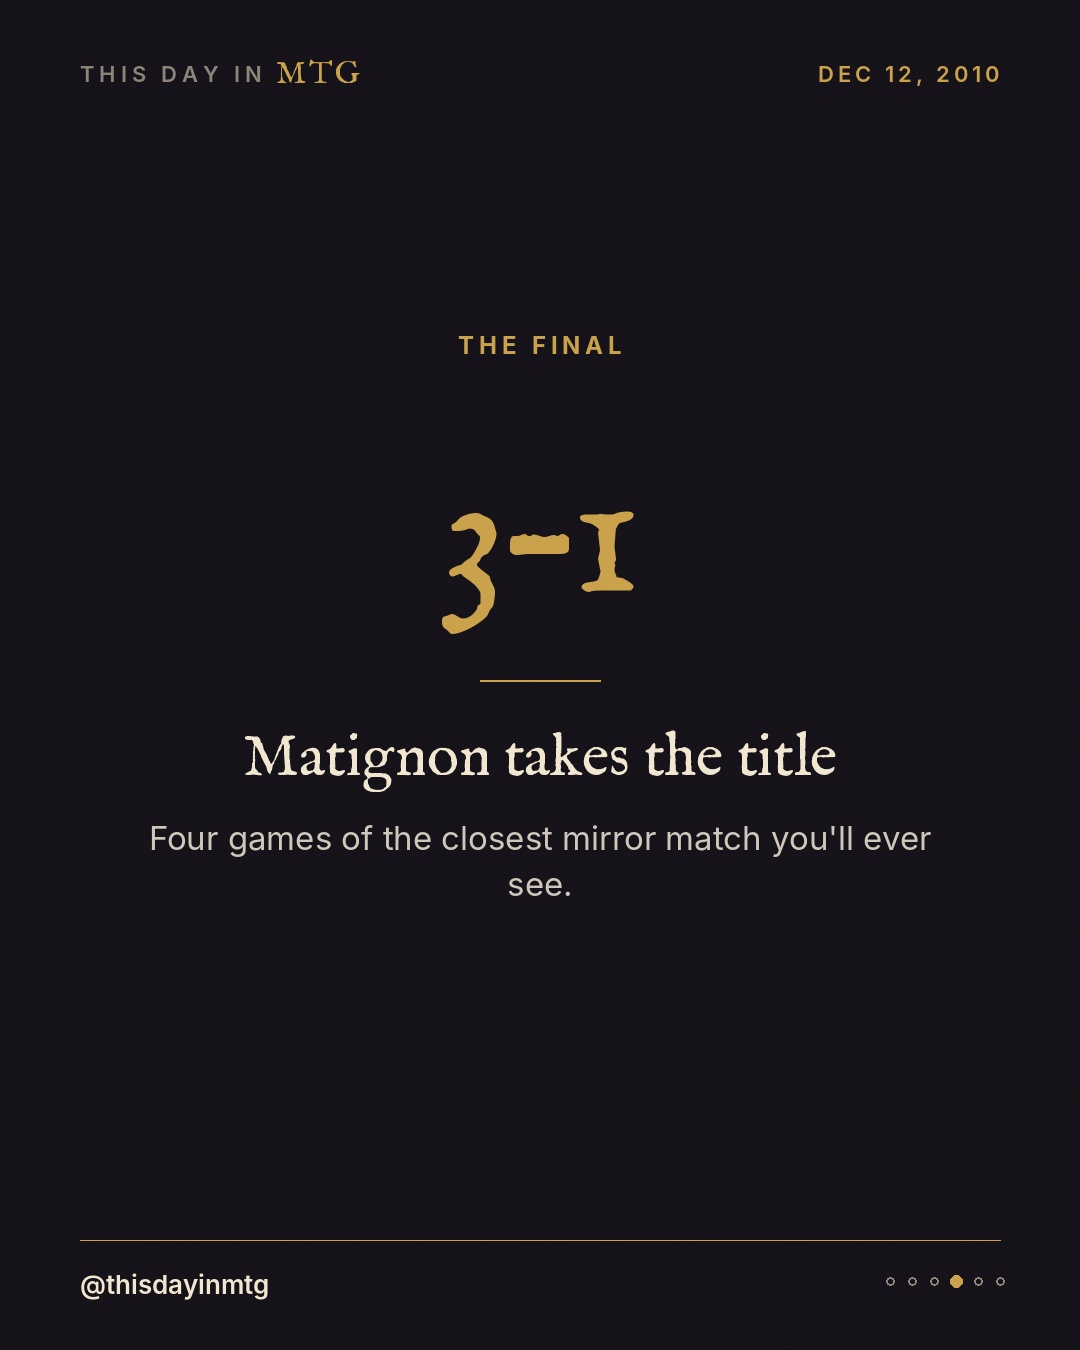 THIS DAY IN MTG
DEC 12, 2010
THE FINAL
3–1
Matignon takes the title
Four games of the closest mirror match you'll ever
see.
@thisdayinmtg